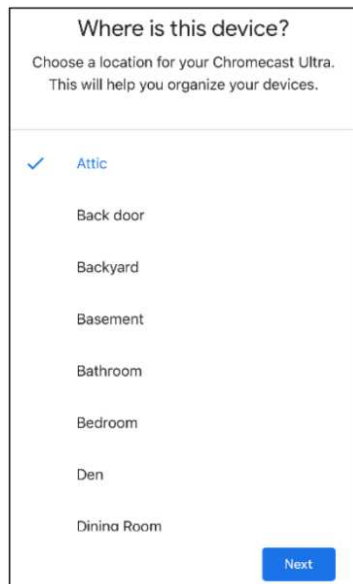 Where is this device?
Choose a location for your Chromecast Ultra.
This will help you organize your devices.
Attic
Back door
Backyard
Basement
Bathroom
Bedroom
Den
Dining Room
Next